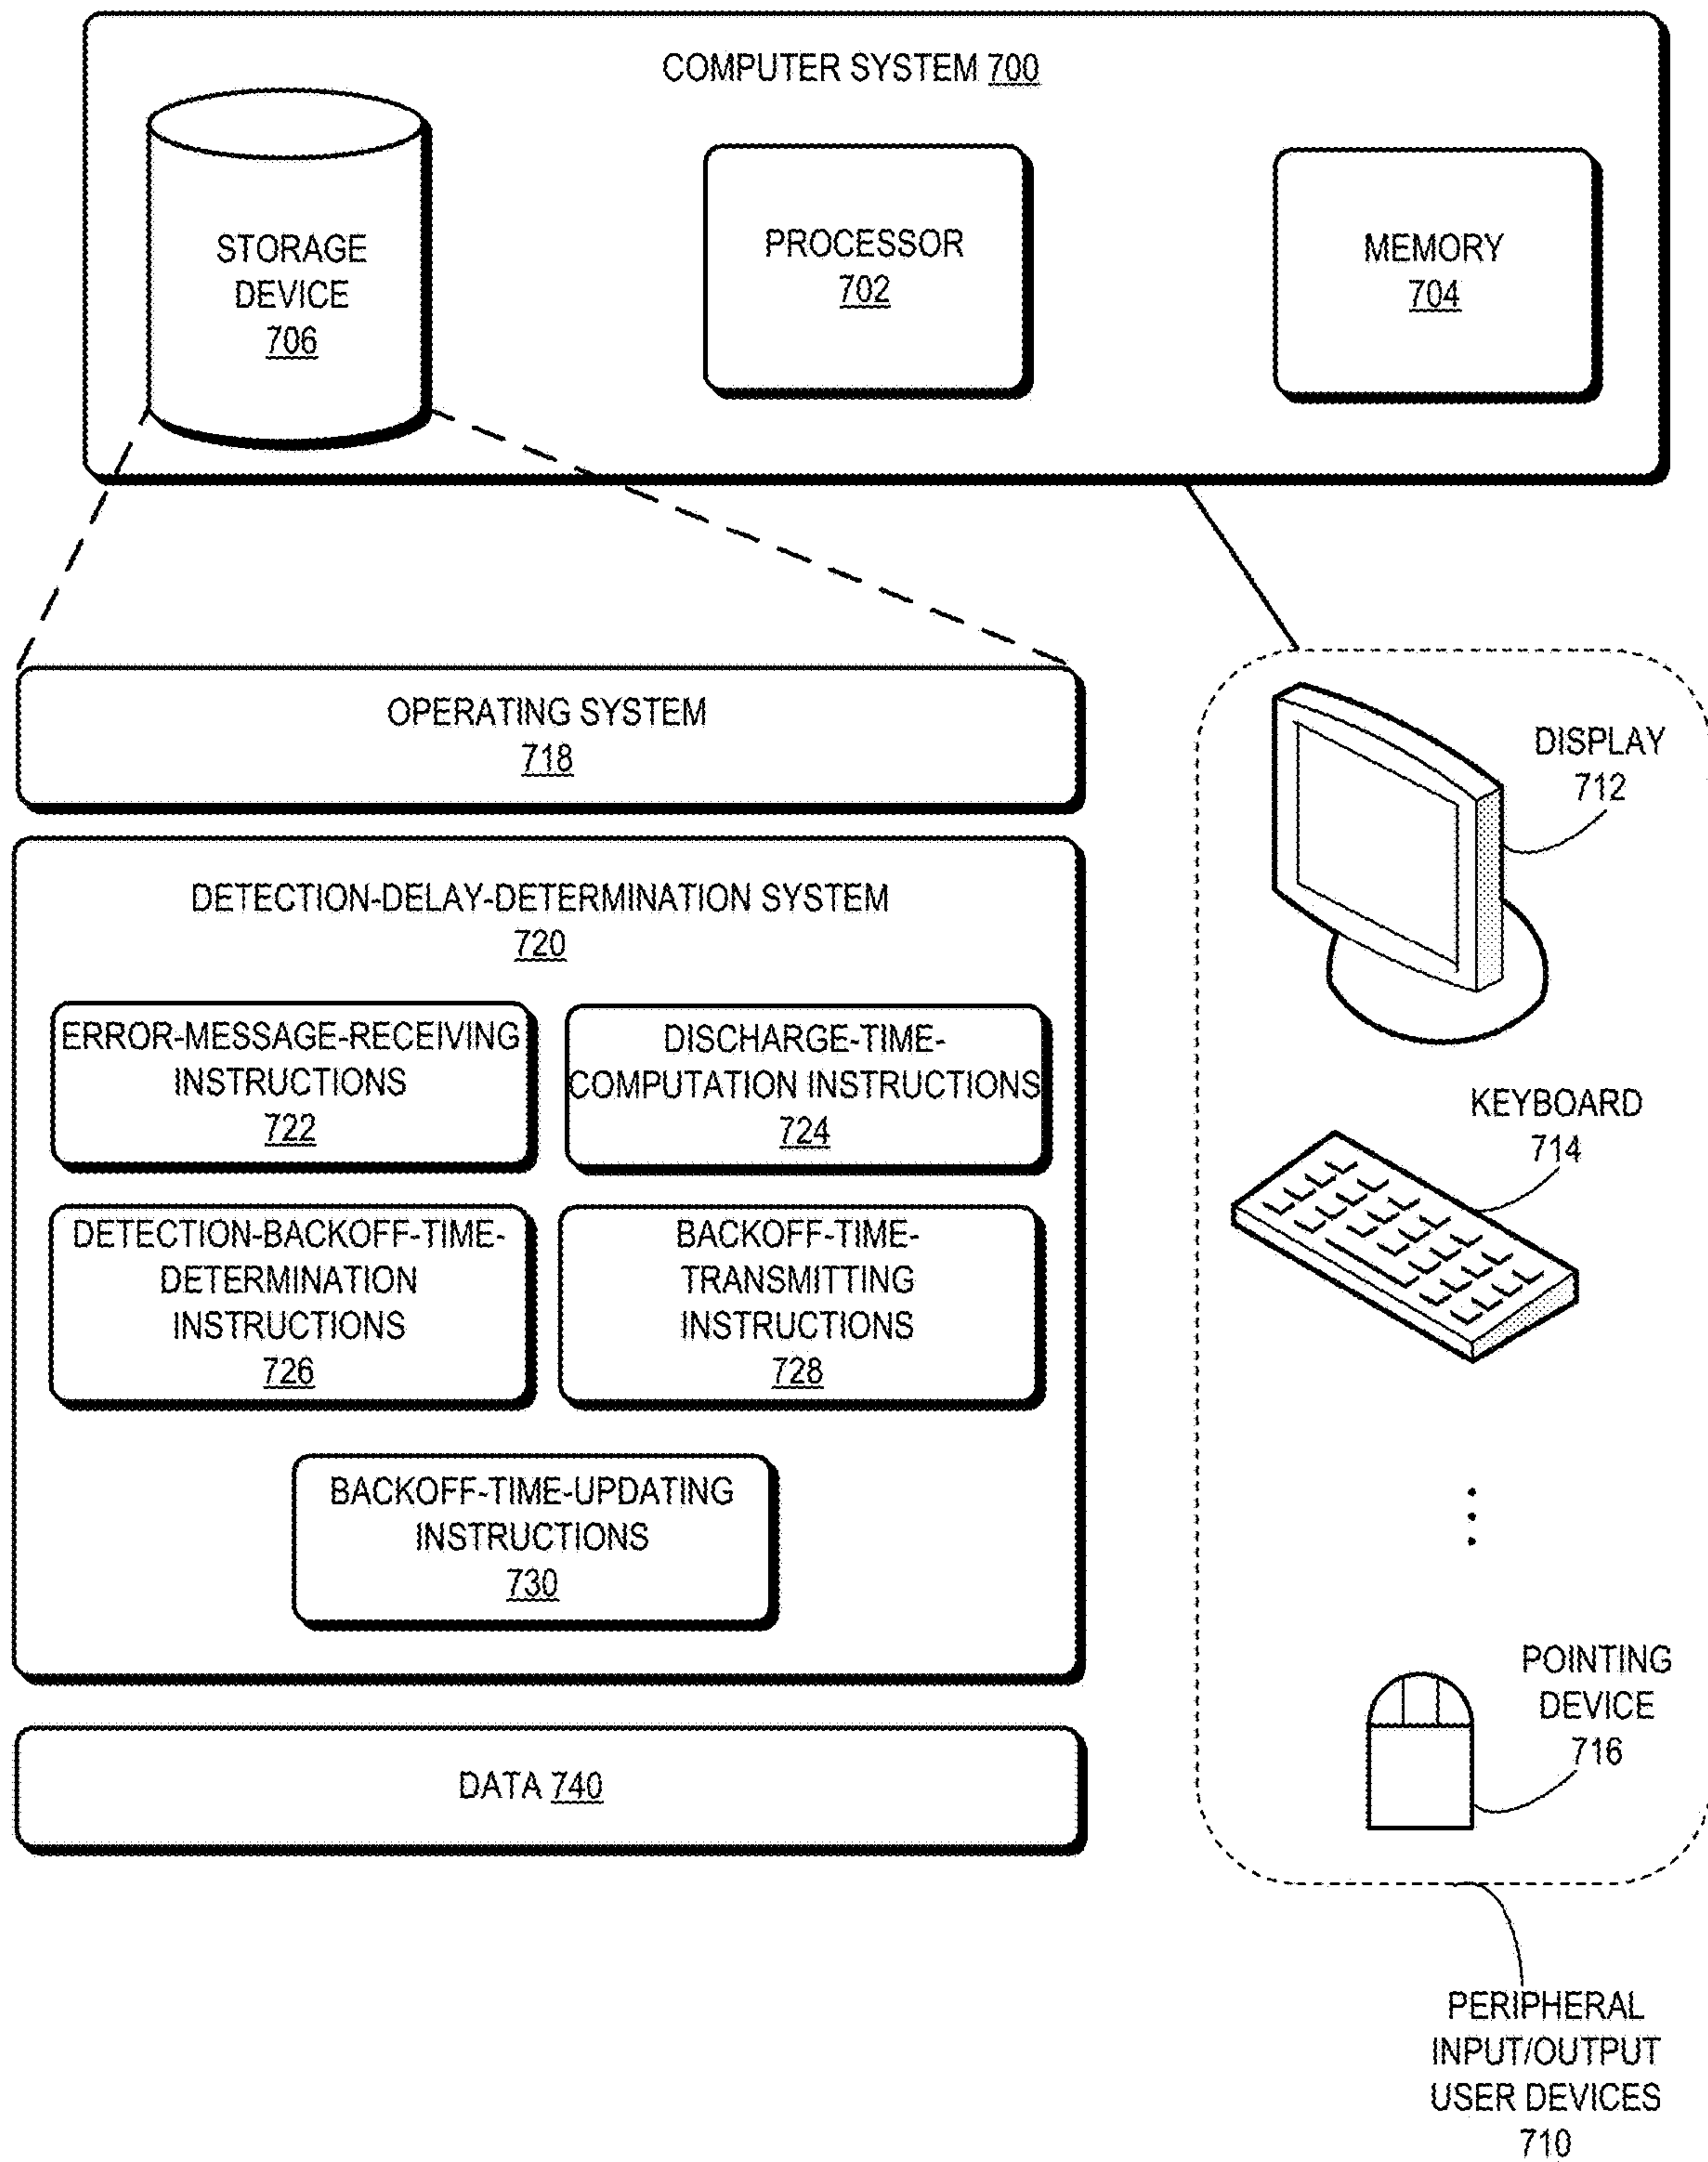 COMPUTER SYSTEM 700
STORAGE
DEVICE
706
PROCESSOR
702
MEMORY
704
OPERATING SYSTEM
718
DETECTION-DELAY-DETERMINATION SYSTEM
720
ERROR-MESSAGE-RECEIVING
INSTRUCTIONS
722
DISCHARGE-TIME-
COMPUTATION INSTRUCTIONS
724
DETECTION-BACKOFF-TIME-
DETERMINATION
INSTRUCTIONS
726
BACKOFF-TIME-
TRANSMITTING
INSTRUCTIONS
728
BACKOFF-TIME-UPDATING
INSTRUCTIONS
730
DATA 740
DISPLAY
712
KEYBOARD
714
POINTING
DEVICE
716
PERIPHERAL
INPUT/OUTPUT
USER DEVICES
710